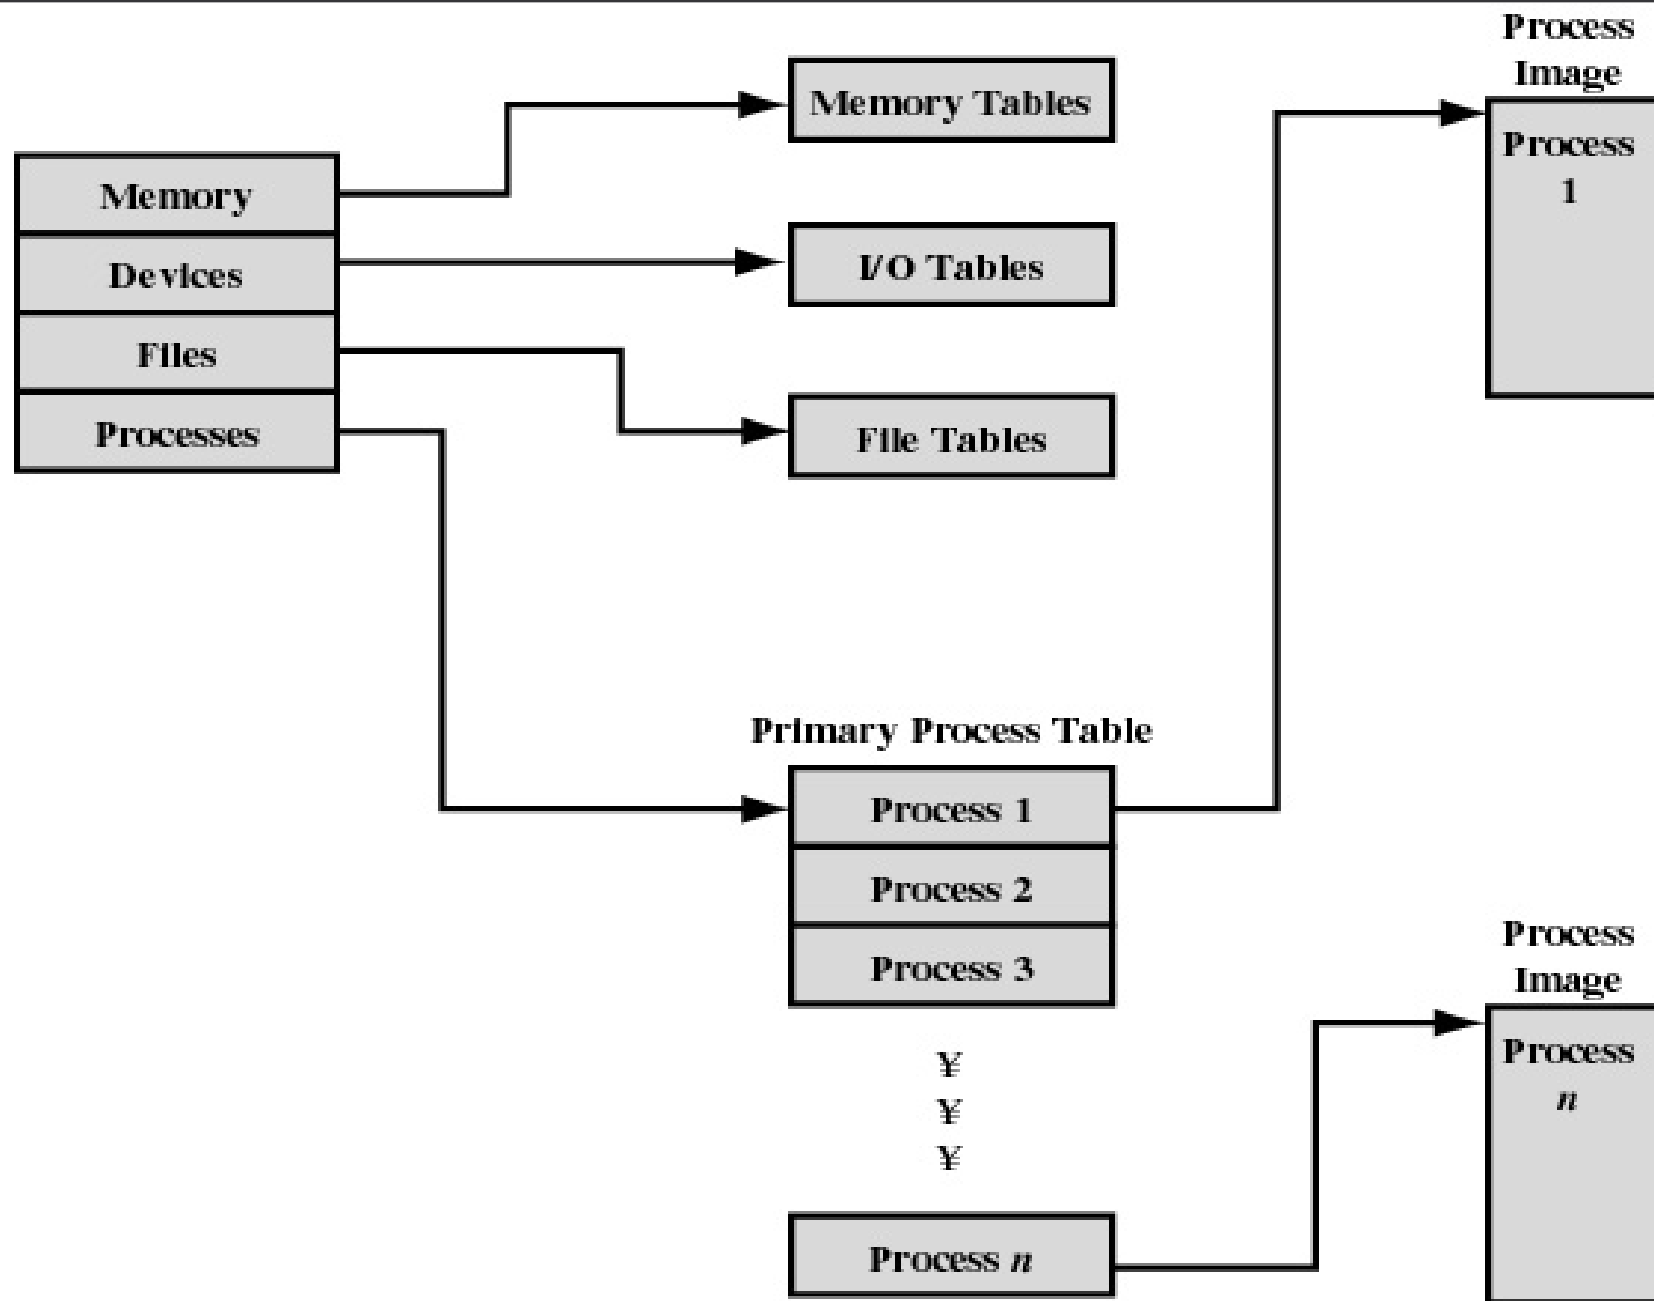 Memory
Devices
Files
Processes
Memory Tables
I/O Tables
File Tables
Primary Process Table
Process 1
Process 2
Process 3
¥
¥
¥
Process n
Process
Image
Process
1
Process
Image
Process
n